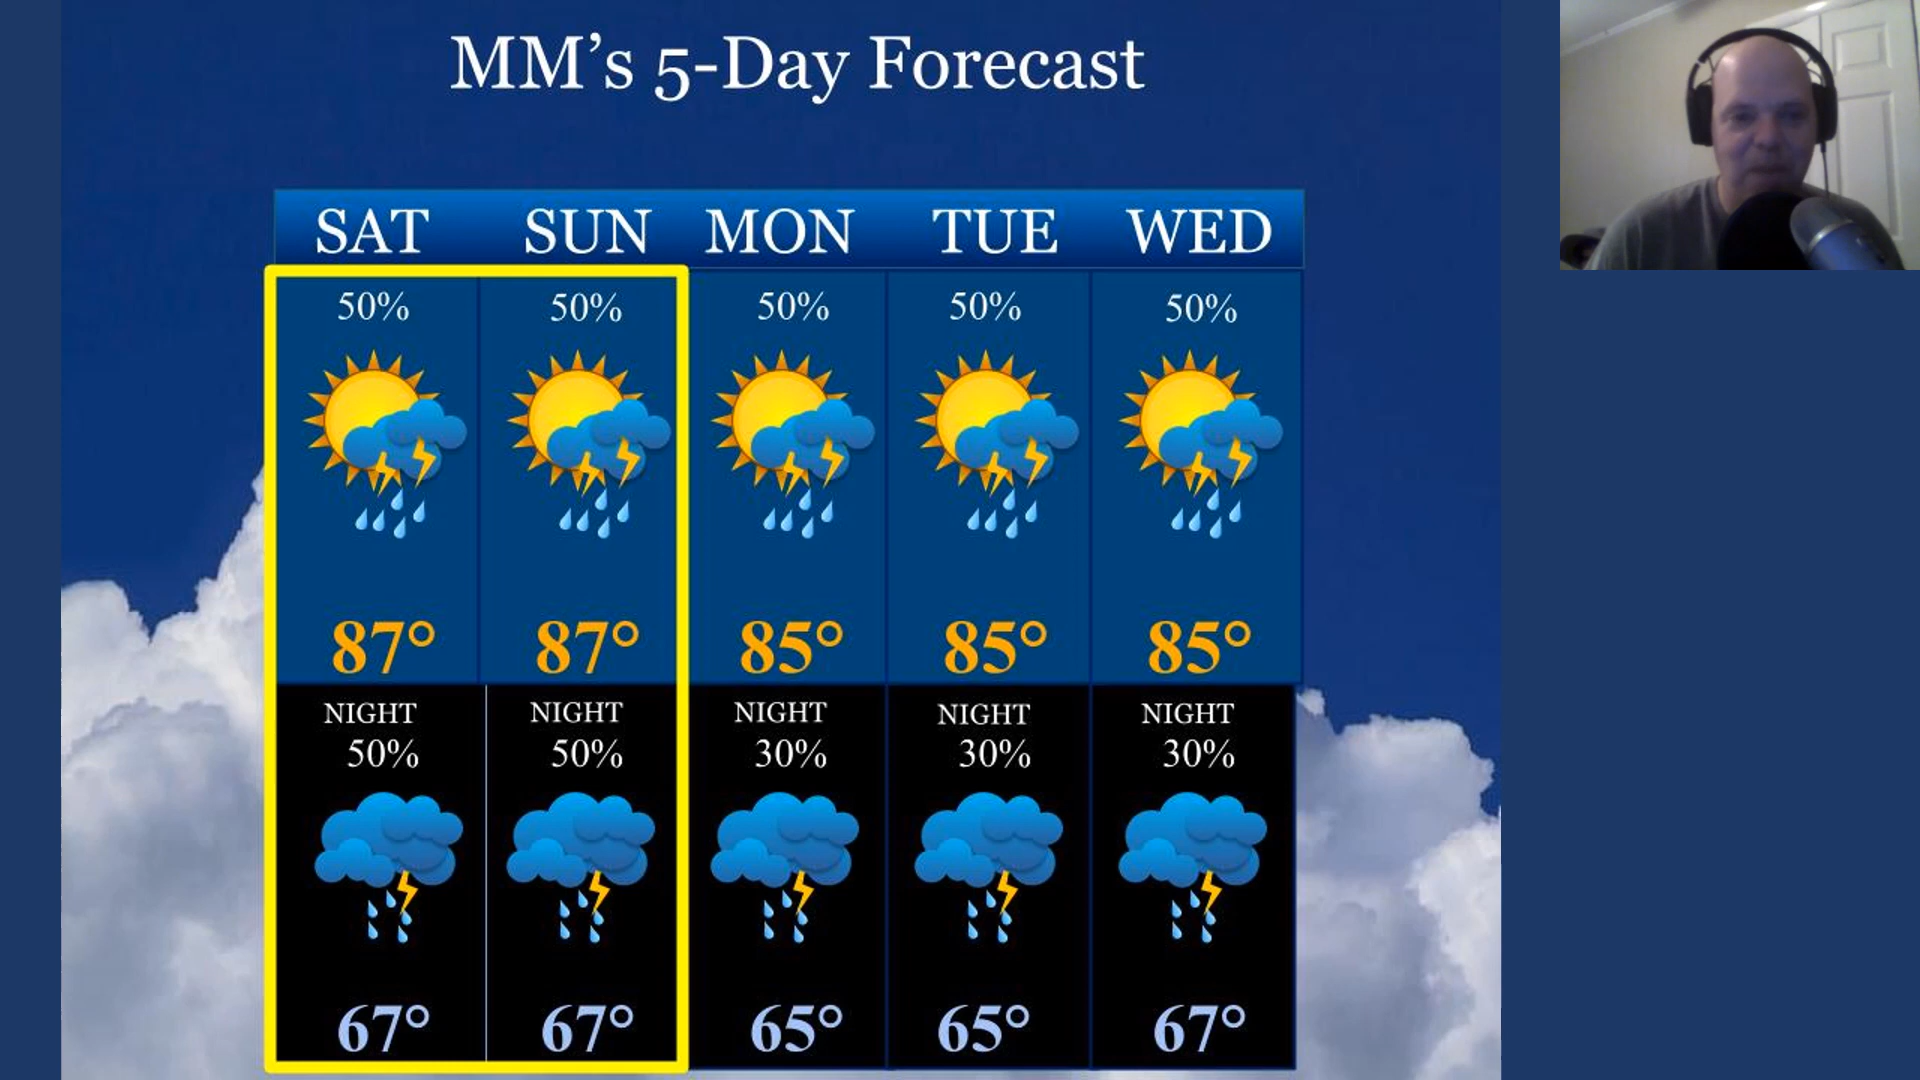 MM’s 5-Day Forecast
SAT SUN MON TUE WED
50% 50% 50% 50% 50%
87° 87° 85° 85° 85°
NIGHT NIGHT NIGHT NIGHT NIGHT
50% 50% 30% 30% 30%
67° 67° 65° 65° 67°